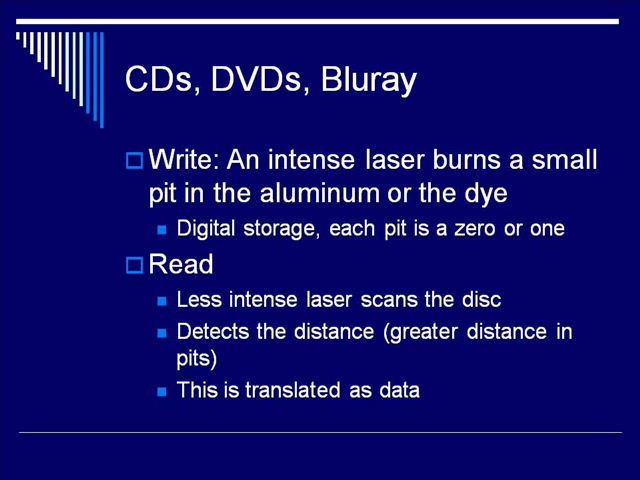 CDs, DVDs, Bluray
Write: An intense laser burns a small
pit in the aluminum or the dye
Digital storage, each pit is a zero or one
Read
Less intense laser scans the disc
Detects the distance (greater distance in
pits)
This is translated as data